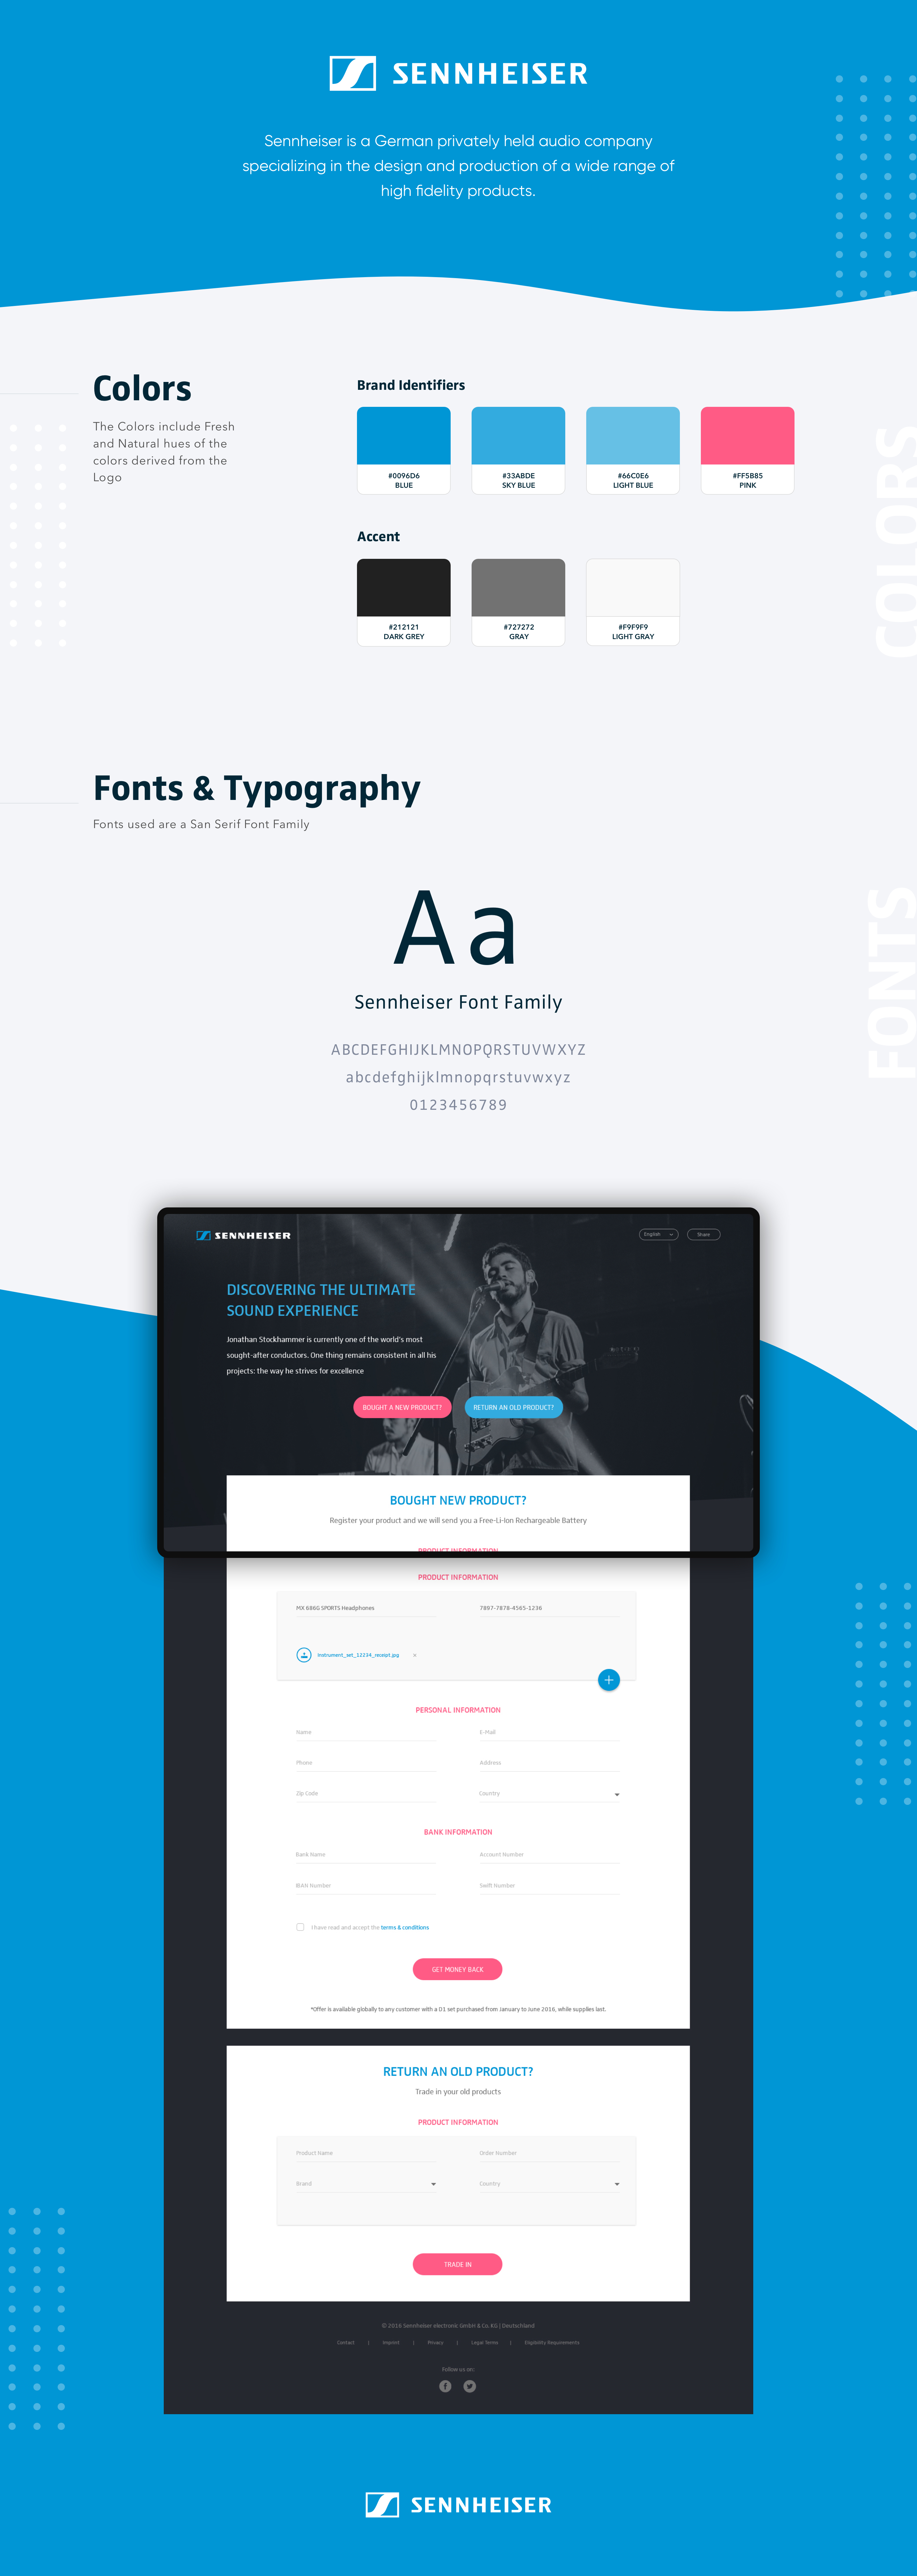 SENNHEISER
Sennheiser is a German privately held audio company
specializing in the design and production of a wide range of
high fidelity products.
Colors
The Colors include Fresh
and Natural hues of the
colors derived from the
Logo
Brand Identifiers
#0096D6
BLUE
#33ABDE
SKY BLUE
#66C0E6
LIGHT BLUE
#FF5B85
PINK
Accent
#212121
DARK GREY
#727272
GRAY
#F9F9F9
LIGHT GRAY
COLORS
Fonts & Typography
Fonts used are a San Serif Font Family
Aa
Sennheiser Font Family
ABCDEFGHIJKLMNOPQRSTUVWXYZ
abcdefghijklmnopqrstuvwxyz
0123456789
FONTS
SENNHEISER
English
Share
DISCOVERING THE ULTIMATE
SOUND EXPERIENCE
Jonathan Stockhammer is currently one of the world's most
sought-after conductors. One thing remains consistent in all his
projects: the way he strives for excellence
BOUGHT A NEW PRODUCT?
RETURN AN OLD PRODUCT?
BOUGHT NEW PRODUCT?
Register your product and we will send you a Free-Li-Ion Rechargeable Battery
PRODUCT INFORMATION
PRODUCT INFORMATION
MX 686G SPORTS Headphones
7897-7878-4565-1236
Instrument_set_12234_receipt.jpg
x
PERSONAL INFORMATION
Name
E-Mail
Phone
Address
Zip Code
Country
BANK INFORMATION
Bank Name
Account Number
IBAN Number
Swift Number
I have read and accept the terms & conditions
GET MONEY BACK
*Offer is available globally to any customer with a D1 set purchased from January to June 2016, while supplies last.
RETURN AN OLD PRODUCT?
Trade in your old products
PRODUCT INFORMATION
Product Name
Order Number
Brand
Country
TRADE IN
© 2016 Sennheiser electronic GmbH & Co. KG | Deutschland
Contact | Imprint | Privacy | Legal Terms | Eligibility Requirements
Follow us on:
SENNHEISER